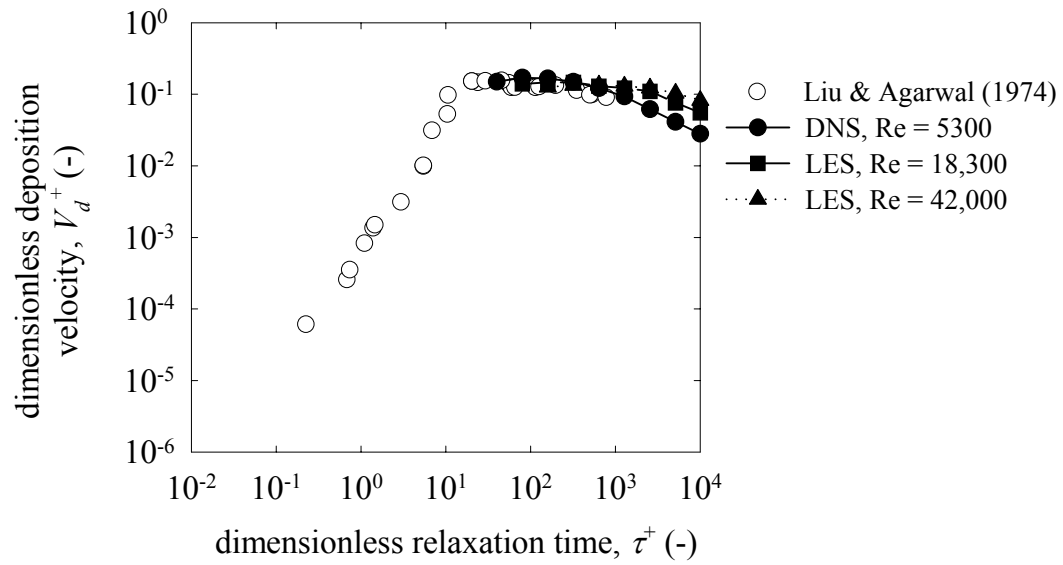 dimensionless deposition
velocity, V_d^+ (-)
10^0
10^-1
10^-2
10^-3
10^-4
10^-5
10^-6
10^-2 10^-1 10^0 10^1 10^2 10^3 10^4
dimensionless relaxation time, τ^+ (-)
Liu & Agarwal (1974)
DNS, Re = 5300
LES, Re = 18,300
LES, Re = 42,000